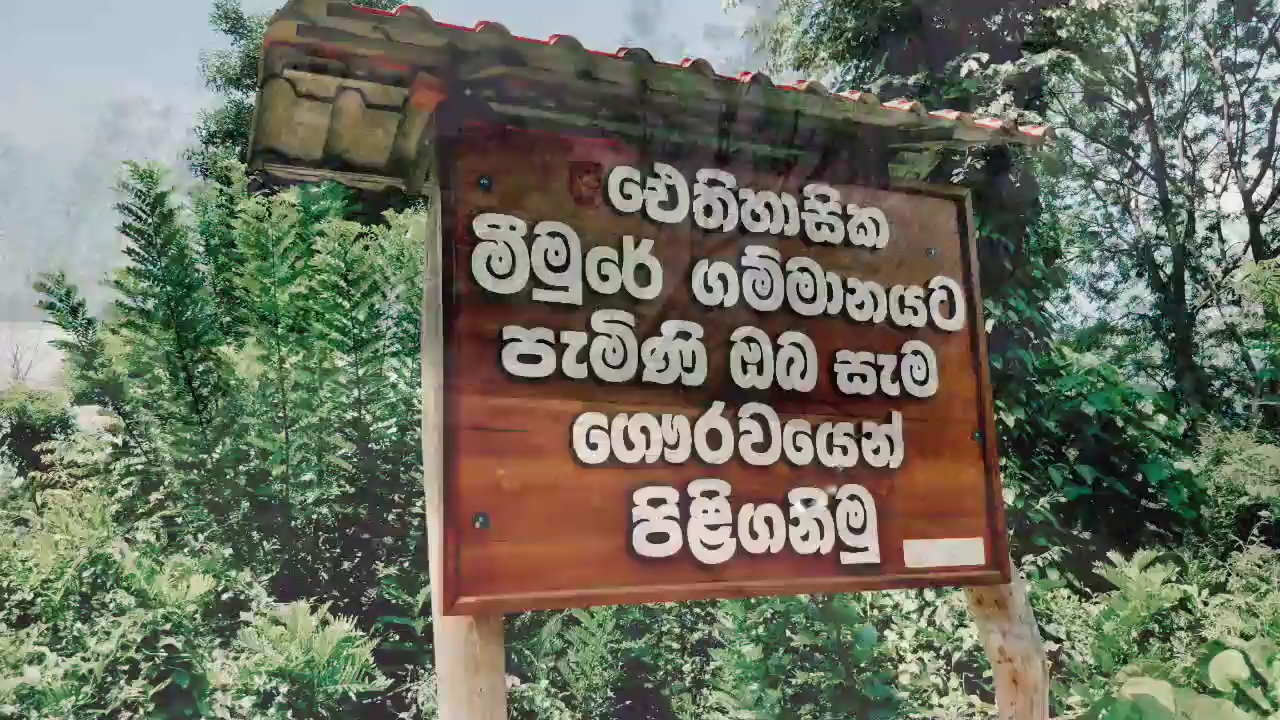 ඓතිහාසික
මීමුරේ ගම්මානයට
පැමිණි ඔබ සැම
ගෞරවයෙන්
පිළිගනිමු